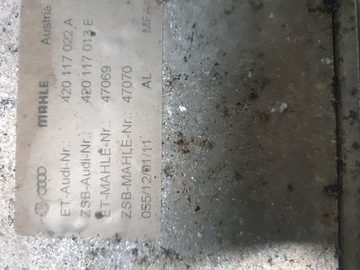 MAHLE Austria
ET-Audi-Nr. 420 117 022 A
ZSB-Audi-Nr.: 420 117 013 E
ET-MAHLE-Nr. 47069
ZSB-MAHLE-Nr.: 47070
055/12/01/11 AL